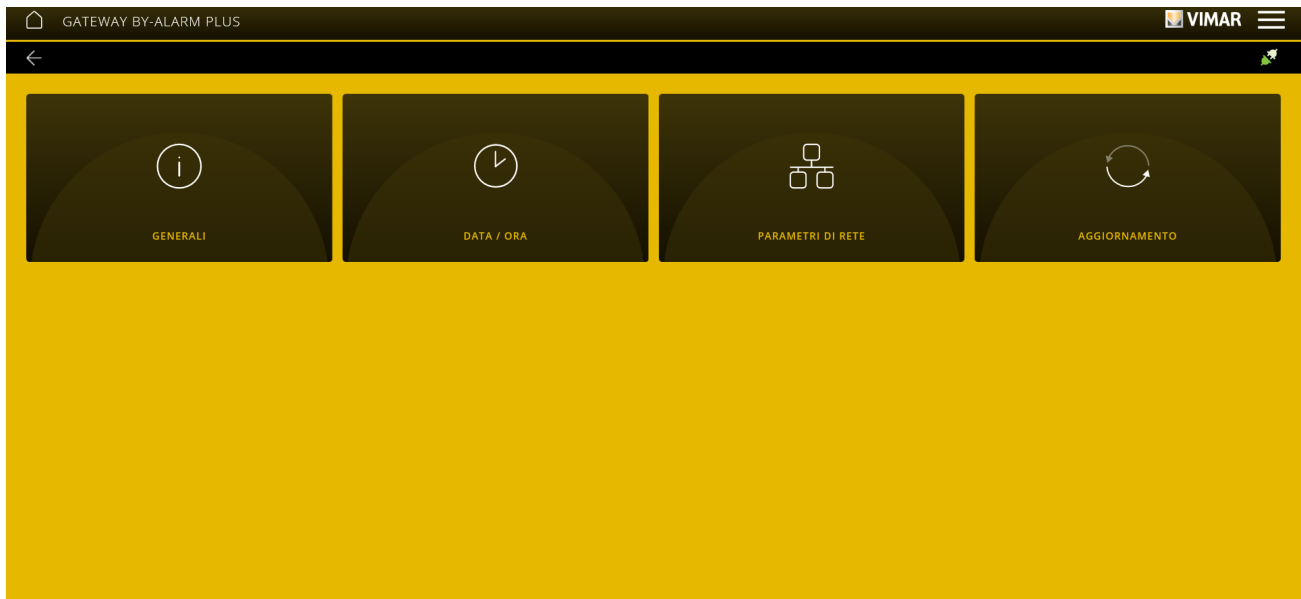 GATEWAY BY-ALARM PLUS
VIMAR
GENERALI
DATA / ORA
PARAMETRI DI RETE
AGGIORNAMENTO